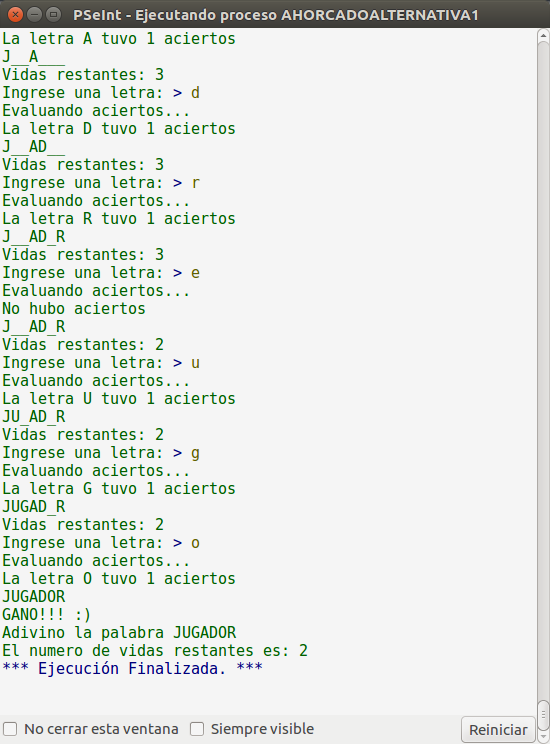 PSeInt - Ejecutando proceso AHORCADOALTERNATIVA1
La letra A tuvo 1 aciertos
J__A___
Vidas restantes: 3
Ingrese una letra: > d
Evaluando aciertos...
La letra D tuvo 1 aciertos
J__AD__
Vidas restantes: 3
Ingrese una letra: > r
Evaluando aciertos...
La letra R tuvo 1 aciertos
J__AD_R
Vidas restantes: 3
Ingrese una letra: > e
Evaluando aciertos...
No hubo aciertos
J__AD_R
Vidas restantes: 2
Ingrese una letra: > u
Evaluando aciertos...
La letra U tuvo 1 aciertos
JU_AD_R
Vidas restantes: 2
Ingrese una letra: > g
Evaluando aciertos...
La letra G tuvo 1 aciertos
JUGAD_R
Vidas restantes: 2
Ingrese una letra: > o
Evaluando aciertos...
La letra O tuvo 1 aciertos
JUGADOR
GANO!!! :)
Adivino la palabra JUGADOR
El numero de vidas restantes es: 2
*** Ejecución Finalizada. ***
No cerrar esta ventana Siempre visible Reiniciar